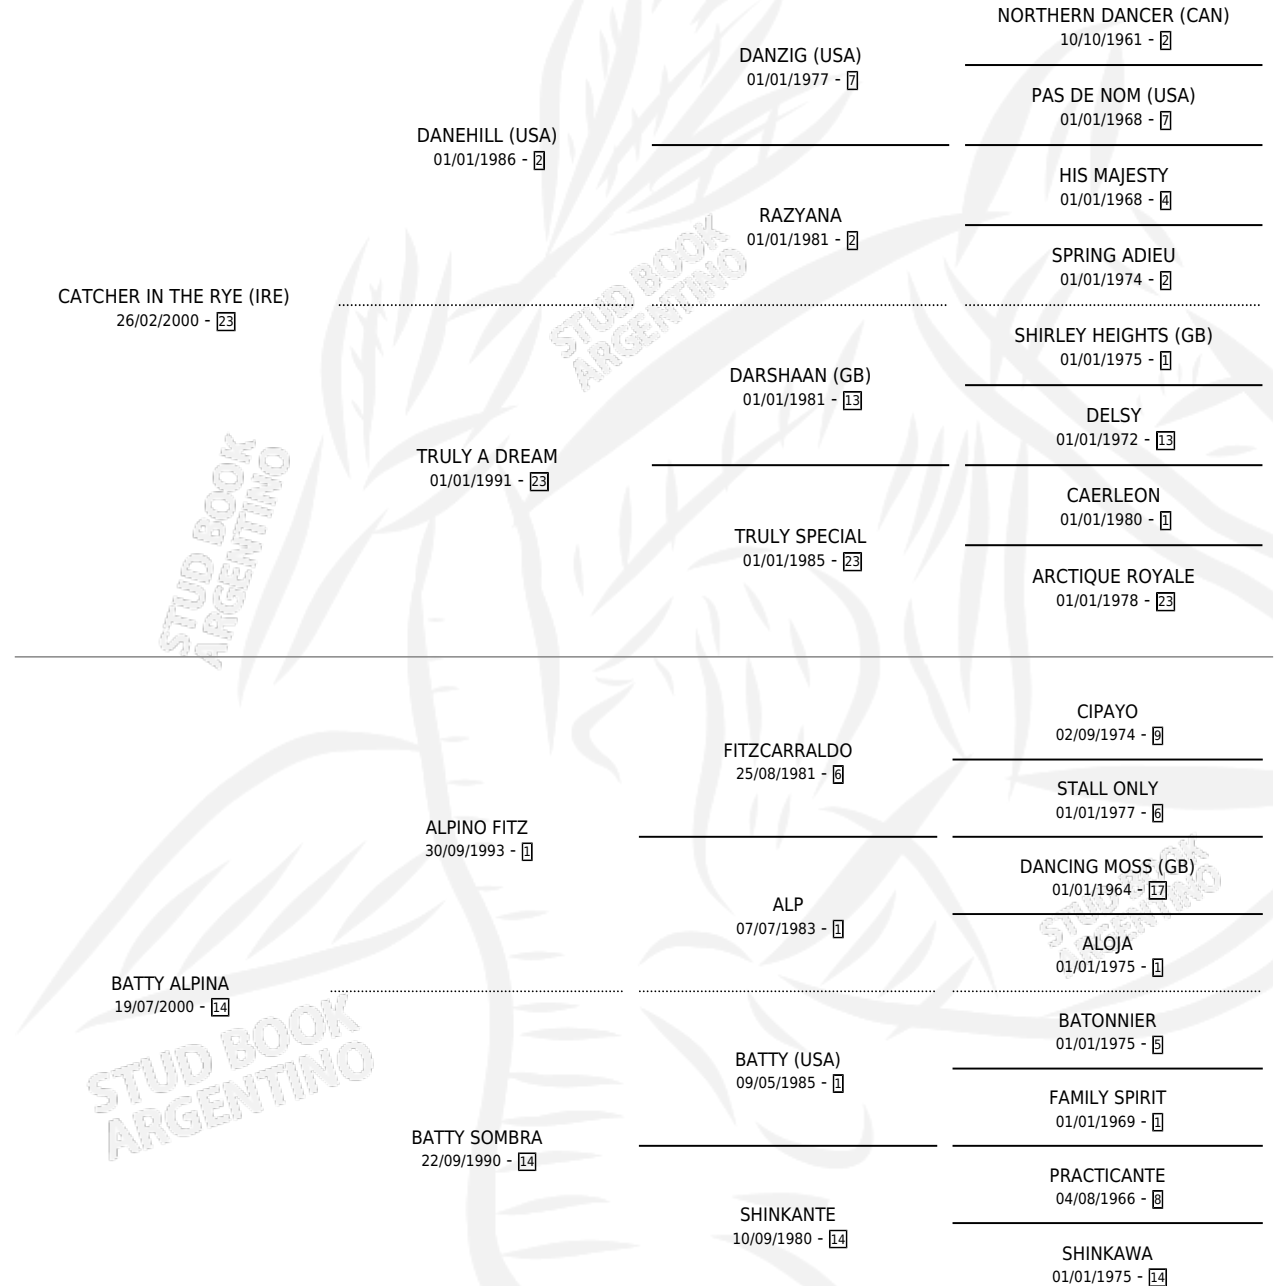 NORTHERN DANCER (CAN)
10/10/1961 - 2
DANZIG (USA)
01/01/1977 - 7
PAS DE NOM (USA)
01/01/1968 - 7
DANEHILL (USA)
01/01/1986 - 2
HIS MAJESTY
01/01/1968 - 4
RAZYANA
01/01/1981 - 2
SPRING ADIEU
01/01/1974 - 2
CATCHER IN THE RYE (IRE)
26/02/2000 - 23
SHIRLEY HEIGHTS (GB)
01/01/1975 - 1
DARSHAAN (GB)
01/01/1981 - 13
DELSY
01/01/1972 - 13
TRULY A DREAM
01/01/1991 - 23
CAERLEON
01/01/1980 - 1
TRULY SPECIAL
01/01/1985 - 23
ARCTIQUE ROYALE
01/01/1978 - 23
CIPAYO
02/09/1974 - 9
FITZCARRALDO
25/08/1981 - 6
STALL ONLY
01/01/1977 - 6
ALPINO FITZ
30/09/1993 - 1
DANCING MOSS (GB)
01/01/1964 - 17
ALP
07/07/1983 - 1
ALOJA
01/01/1975 - 1
BATTY ALPINA
19/07/2000 - 14
BATONNIER
01/01/1975 - 5
BATTY (USA)
09/05/1985 - 1
FAMILY SPIRIT
01/01/1969 - 1
BATTY SOMBRA
22/09/1990 - 14
PRACTICANTE
04/08/1966 - 8
SHINKANTE
10/09/1980 - 14
SHINKAWA
01/01/1975 - 14
STUD BOOK
ARGENTINO
STUD BOOK
ARGENTINO
STUD BOOK
ARGENTINO
STUD BOOK
ARGENTINO